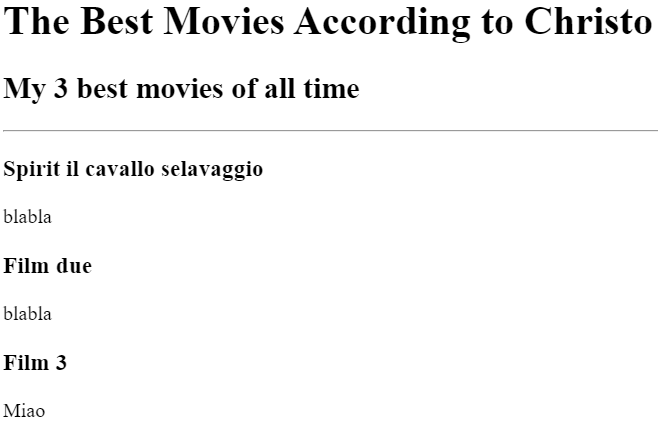 The Best Movies According to Christo
My 3 best movies of all time
Spirit il cavallo selavaggio
blabla
Film due
blabla
Film 3
Miao